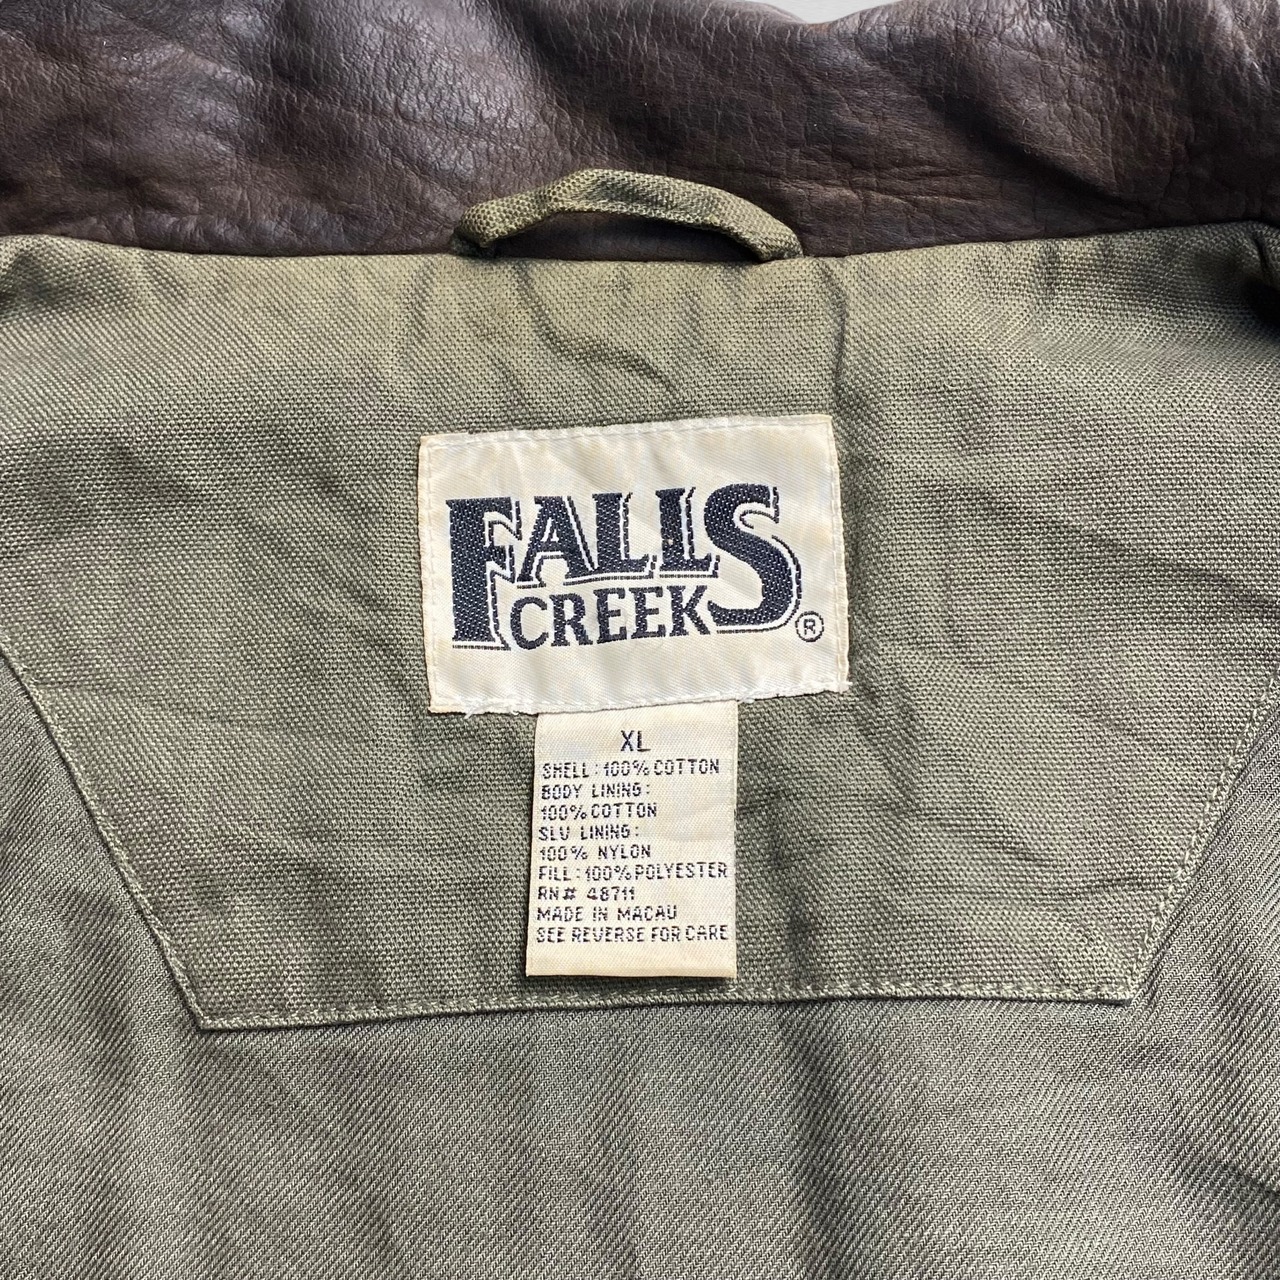 FALLS
CREEK ®
XL
SHELL: 100% COTTON
BODY LINING:
100% COTTON
SLV LINING:
100% NYLON
FILL: 100% POLYESTER
RN# 48711
MADE IN MACAU
SEE REVERSE FOR CARE